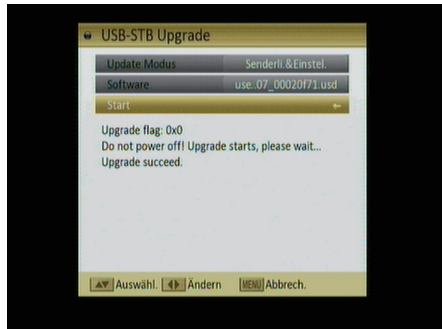 USB-STB Upgrade
Update Modus Senderli.&Einstel.
Software use..07_00020f71.usd
Start
Upgrade flag: 0x0
Do not power off! Upgrade starts, please wait...
Upgrade succeed.
Auswähl. Ändern MENU Abbrech.